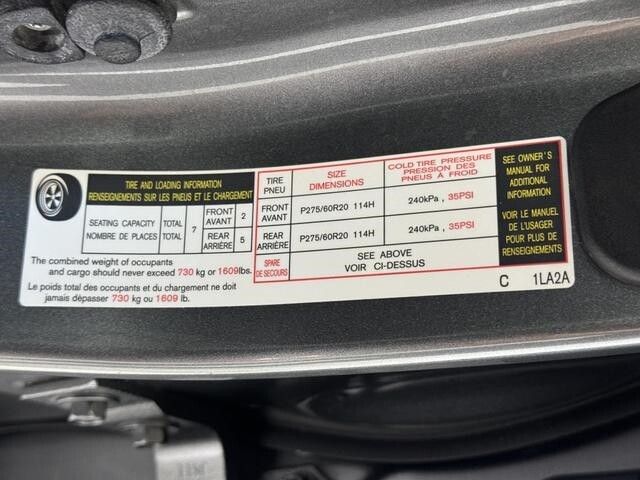 TIRE AND LOADING INFORMATION
RENSEIGNEMENTS SUR LES PNEUS ET LE CHARGEMENT
SEATING CAPACITY
NOMBRE DE PLACES
TOTAL
TOTAL
7
FRONT
AVANT
2
REAR
ARRIÈRE
5
The combined weight of occupants
and cargo should never exceed 730 kg or 1609lbs.
Le poids total des occupants et du chargement ne doit
jamais dépasser 730 kg ou 1609 lb.
TIRE
PNEU
SIZE
DIMENSIONS
COLD TIRE PRESSURE
PRESSION DES
PNEUS À FROID
FRONT
AVANT
P275/60R20 114H
240kPa , 35PSI
REAR
ARRIÈRE
P275/60R20 114H
240kPa , 35PSI
SPARE
DE SECOURS
SEE ABOVE
VOIR CI-DESSUS
SEE OWNER'S
MANUAL FOR
ADDITIONAL
INFORMATION
VOIR LE MANUEL
DE L'USAGER
POUR PLUS DE
RENSEIGNEMENTS
C 1LA2A